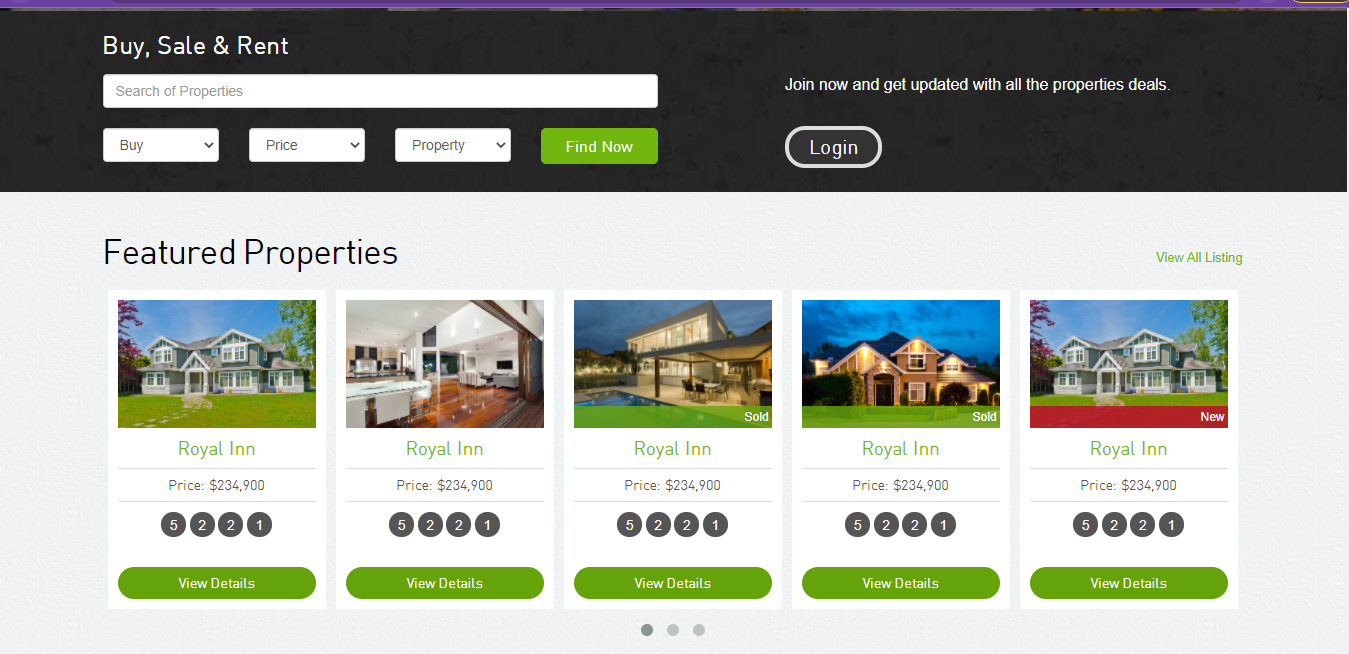 Buy, Sale & Rent
Search of Properties
Join now and get updated with all the properties deals.
Buy Price Property Find Now
Login
Featured Properties
View All Listing
Sold Sold New
Royal Inn Royal Inn Royal Inn Royal Inn Royal Inn
Price: $234,900 Price: $234,900 Price: $234,900 Price: $234,900 Price: $234,900
5 2 2 1 5 2 2 1 5 2 2 1 5 2 2 1 5 2 2 1
View Details View Details View Details View Details View Details